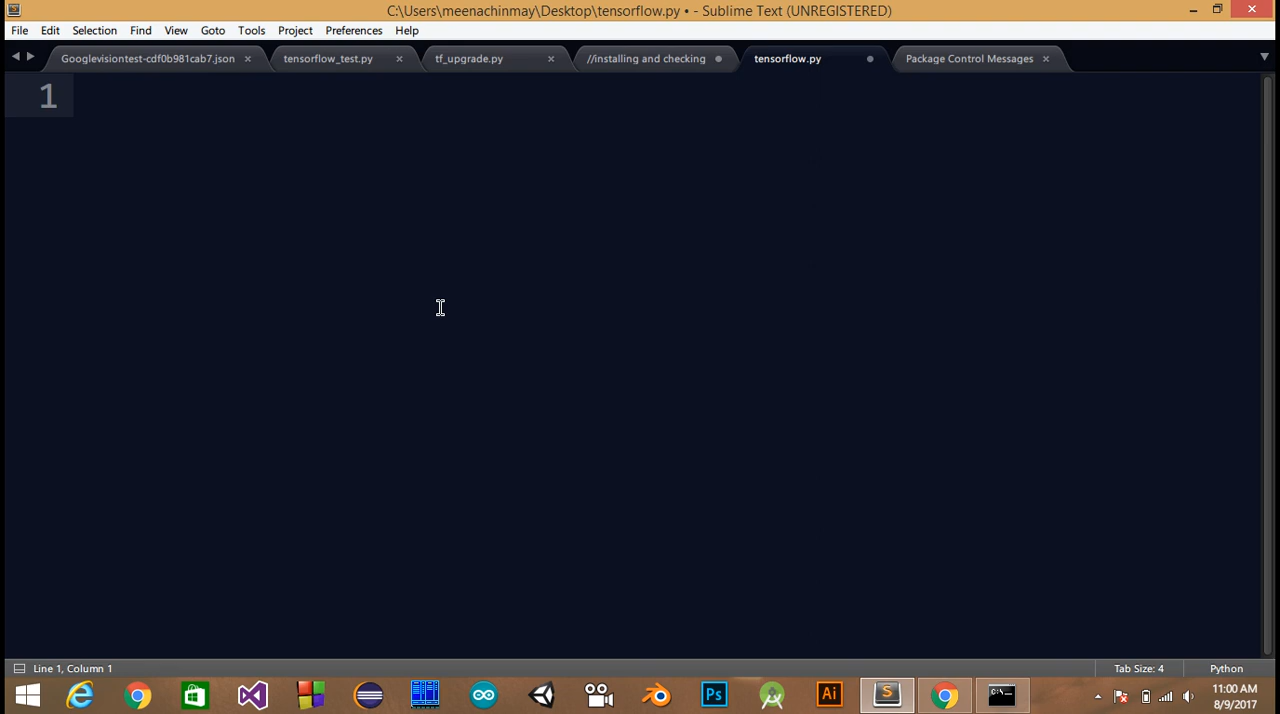 C:\Users\meenachinmay\Desktop\tensorflow.py • - Sublime Text (UNREGISTERED)
File Edit Selection Find View Goto Tools Project Preferences Help
Googlevisiontest-cdf0b981cab7.json tensorflow_test.py tf_upgrade.py //installing and checking tensorflow.py Package Control Messages
1
Line 1, Column 1 Tab Size: 4 Python
Ps Ai S C:\_
11:00 AM
8/9/2017